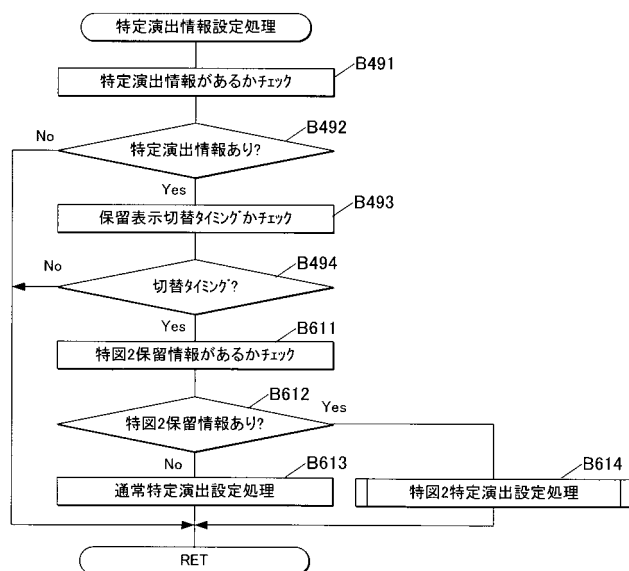 特定演出情報設定処理
B491
特定演出情報があるかチェック
B492
No
特定演出情報あり?
Yes
B493
保留表示切替タイミングかチェック
B494
No
切替タイミング?
Yes
B611
特図2保留情報があるかチェック
B612
特図2保留情報あり?
Yes
No
B613
通常特定演出設定処理
B614
特図2特定演出設定処理
RET